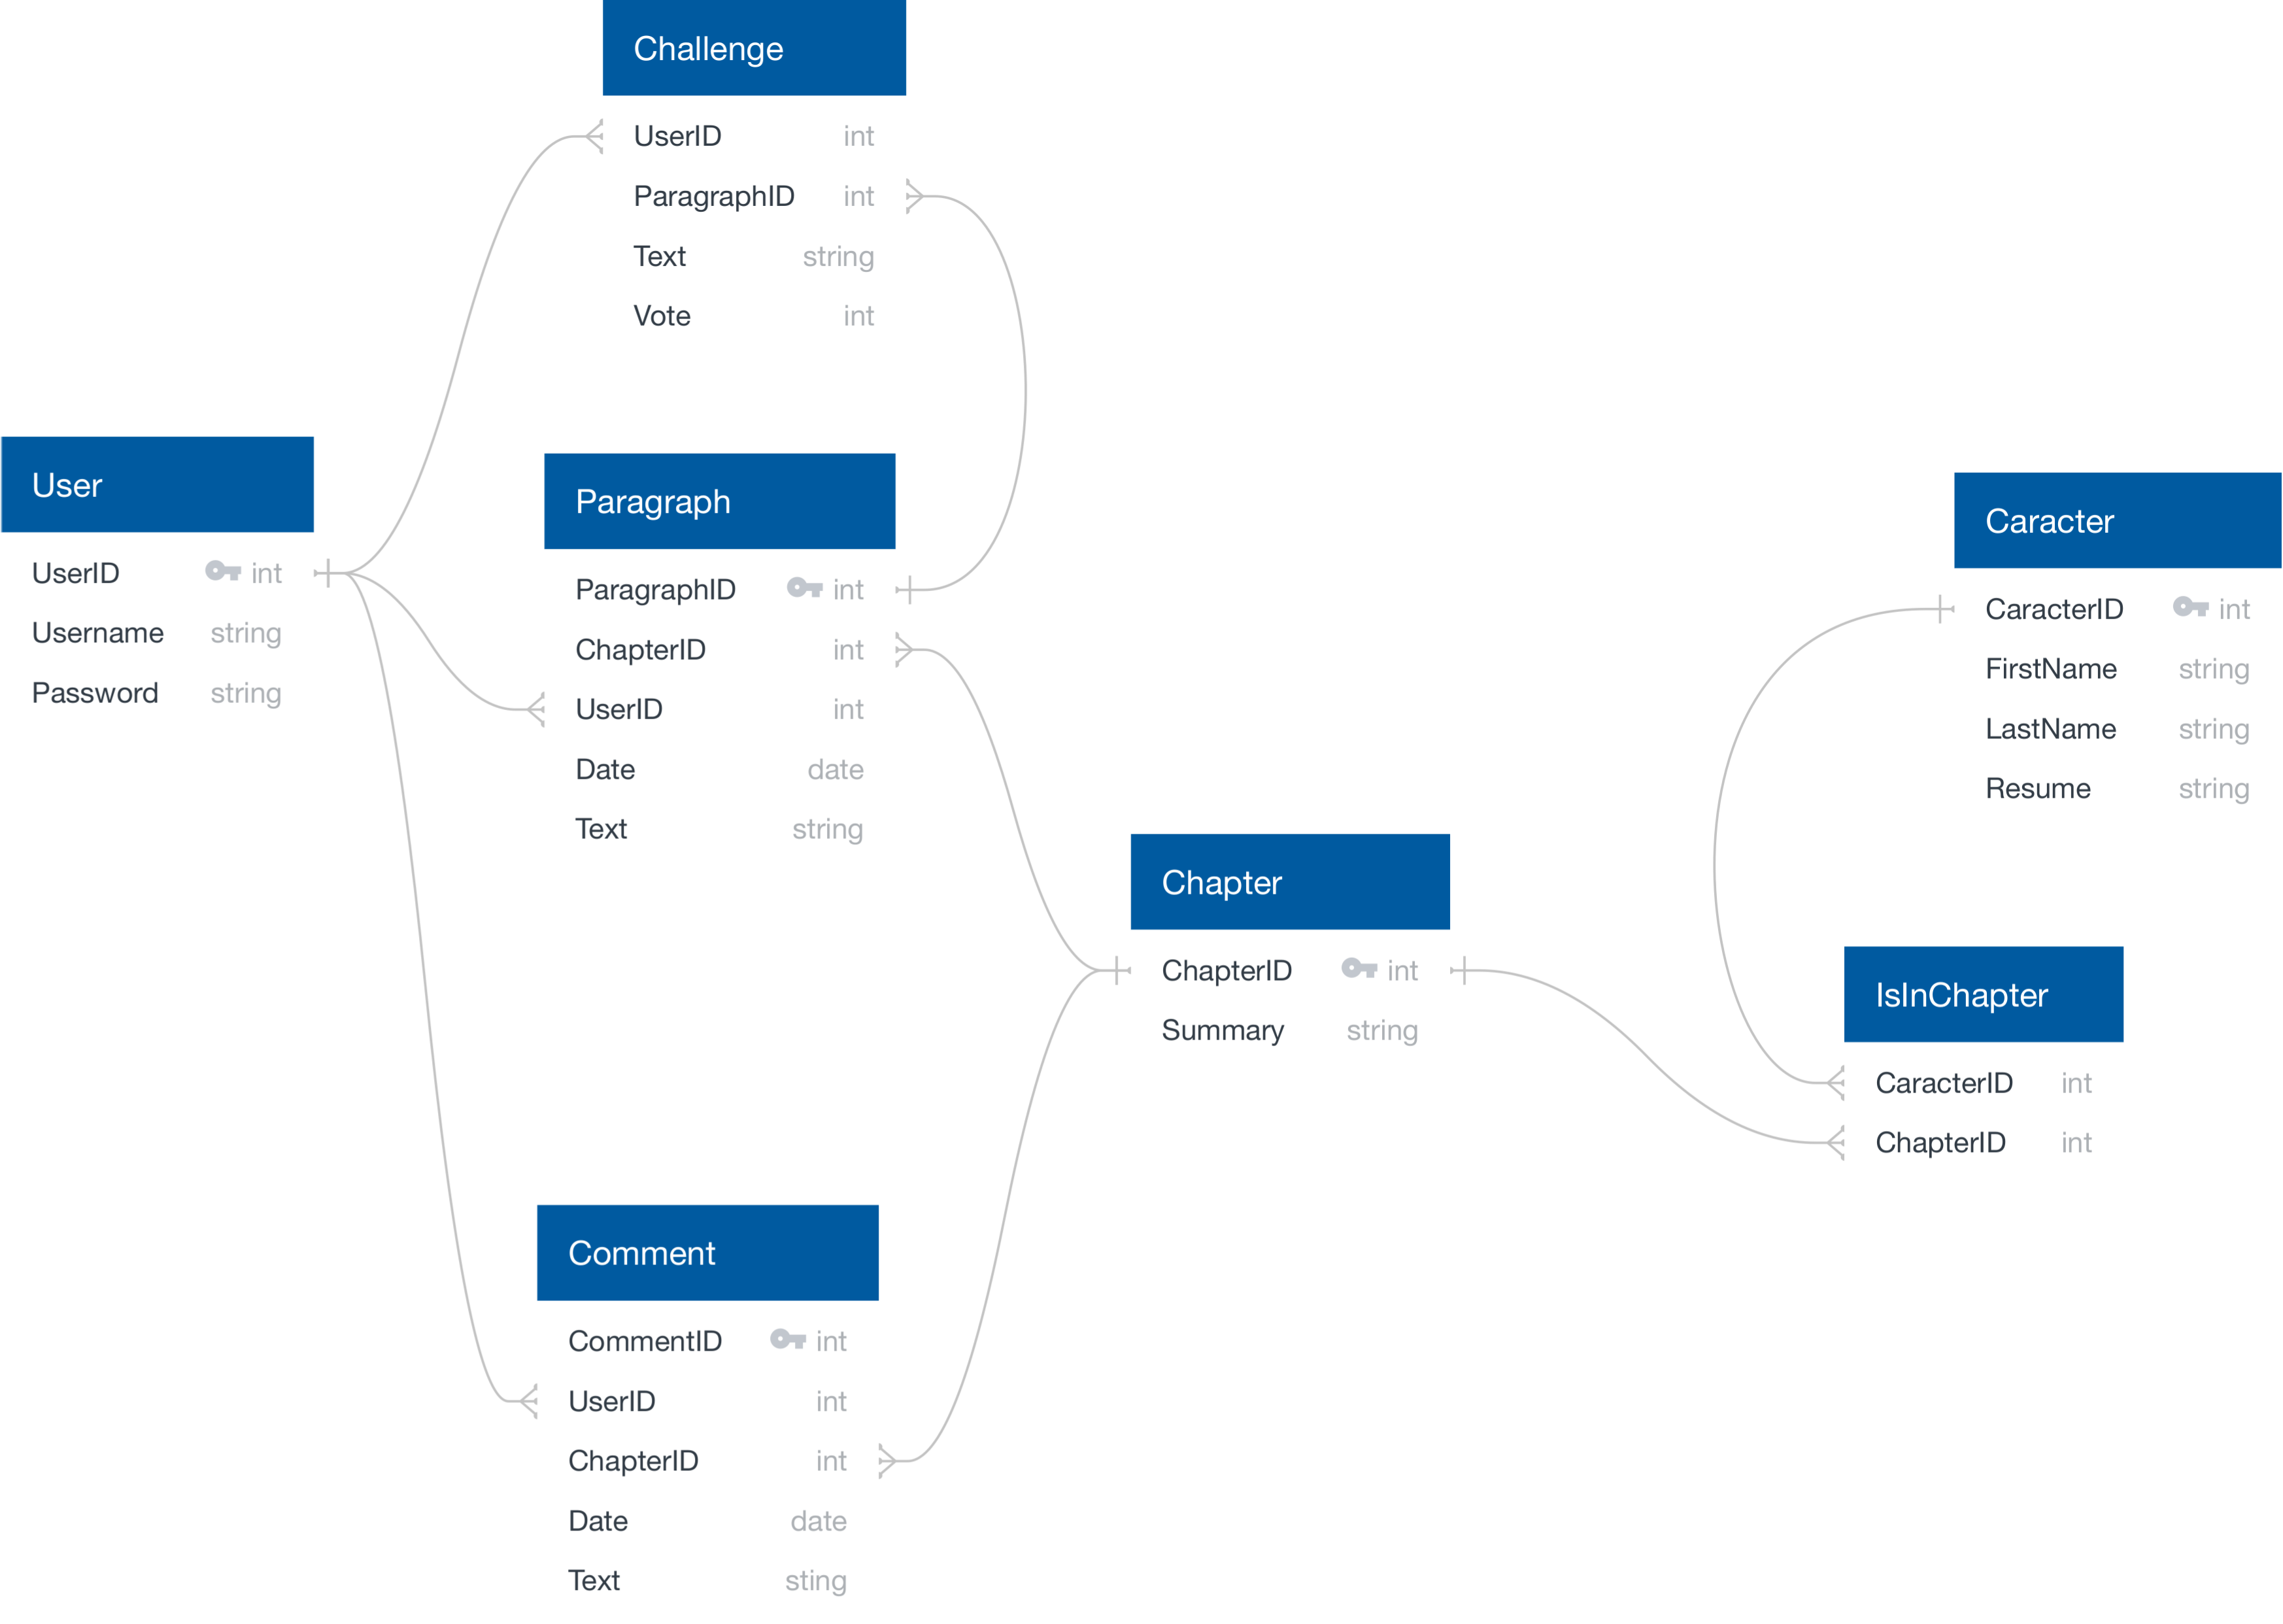 Challenge
UserID int
ParagraphID int
Text string
Vote int
User
UserID int
Username string
Password string
Paragraph
ParagraphID int
ChapterID int
UserID int
Date date
Text string
Caracter
CaracterID int
FirstName string
LastName string
Resume string
Chapter
ChapterID int
Summary string
IsInChapter
CaracterID int
ChapterID int
Comment
CommentID int
UserID int
ChapterID int
Date date
Text sting